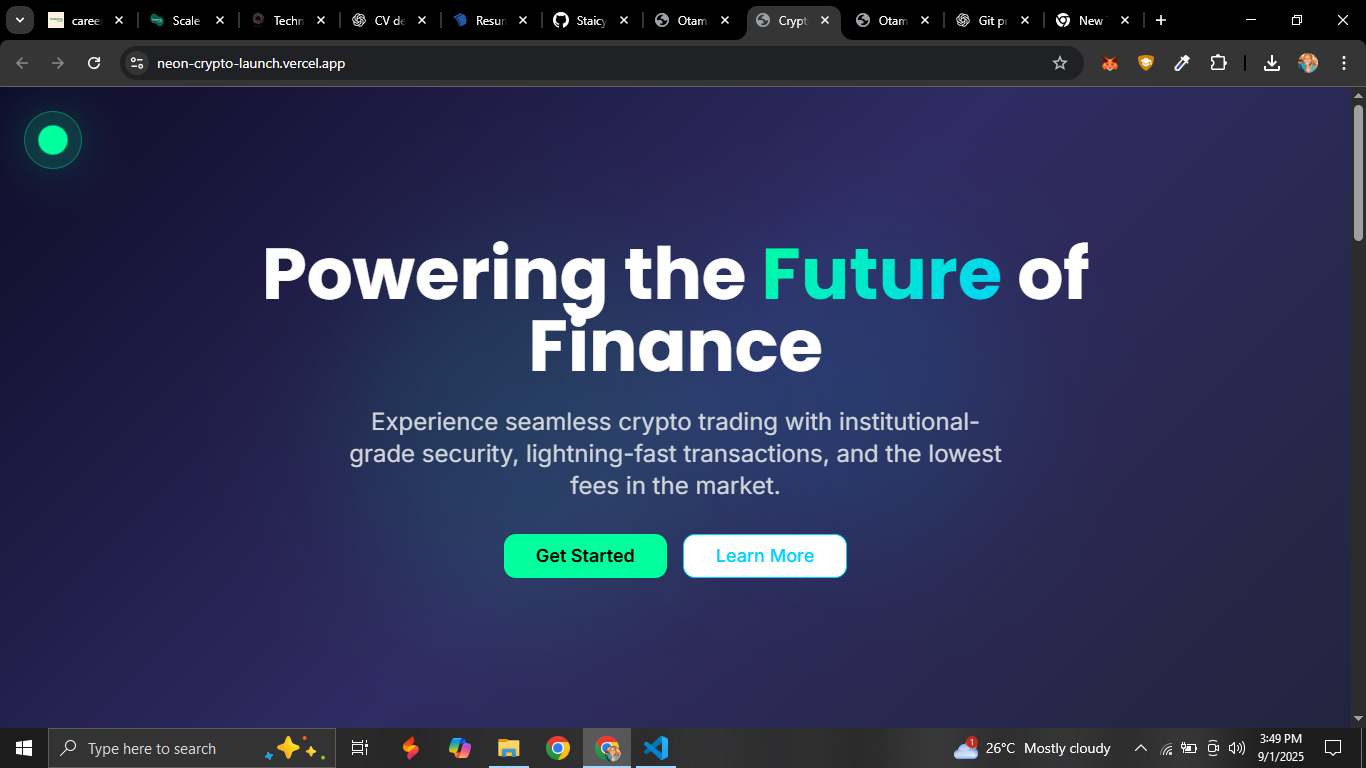 caree
Scale
Techn
CV de
Resun
Staicy
Otam
Crypt
Otam
Git pr
New
neon-crypto-launch.vercel.app
Powering the Future of
Finance
Experience seamless crypto trading with institutional-
grade security, lightning-fast transactions, and the lowest
fees in the market.
Get Started
Learn More
Type here to search
1
26°C Mostly cloudy
3:49 PM
9/1/2025